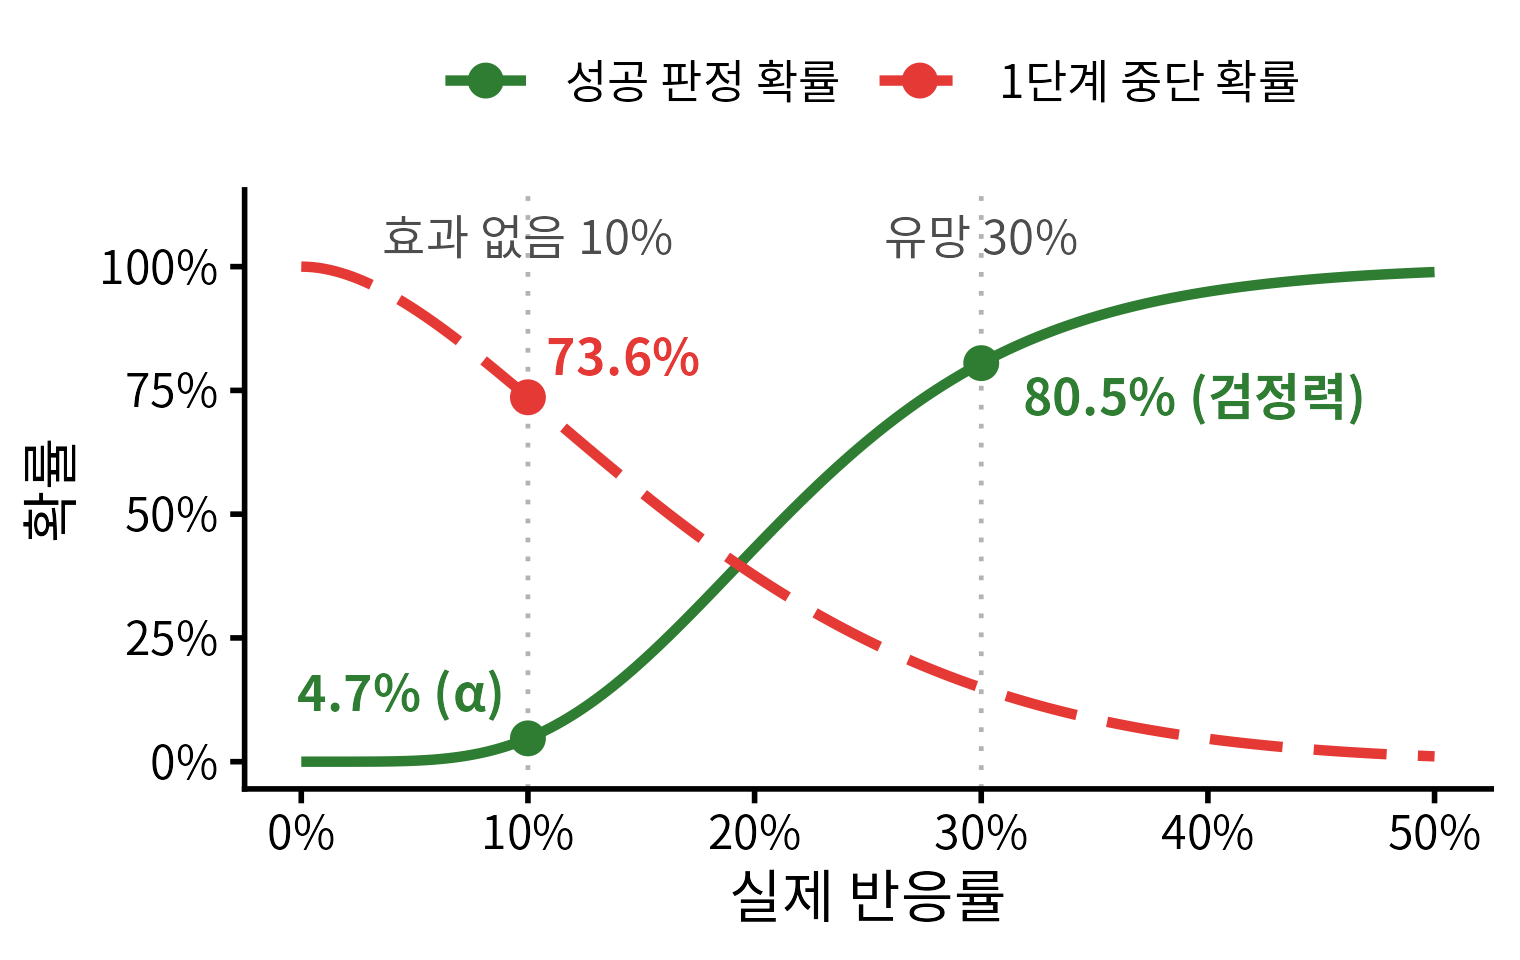 성공 판정 확률 1단계 중단 확률
효과 없음 10% 유망 30%
100%
75%
50%
25%
0%
확률
73.6%
80.5% (검정력)
4.7% (α)
0% 10% 20% 30% 40% 50%
실제 반응률